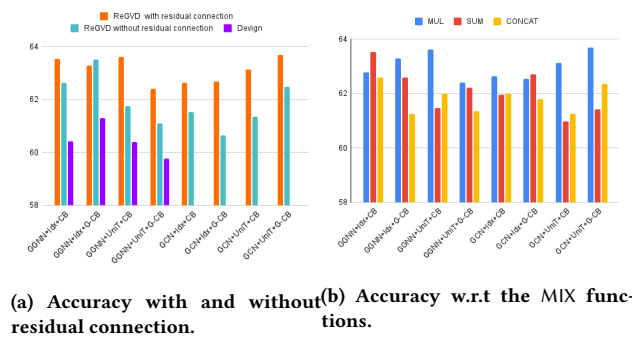 ReGVD with residual connection
ReGVD without residual connection
Design
64
62
60
58
GGNN+Idx+CB
GGNN+Idx+G-CB
GGNN+UniT+CB
GGNN+UniT+G-CB
GCN+Idx+CB
GCN+Idx+G-CB
GCN+UniT+CB
GCN+UniT+G-CB
(a) Accuracy with and without
residual connection.
MUL
SUM
CONCAT
64
62
60
58
GGNN+Idx+CB
GGNN+Idx+G-CB
GGNN+UniT+CB
GGNN+UniT+G-CB
GCN+Idx+CB
GCN+Idx+G-CB
GCN+UniT+CB
GCN+UniT+G-CB
(b) Accuracy w.r.t the MIX func-
tions.